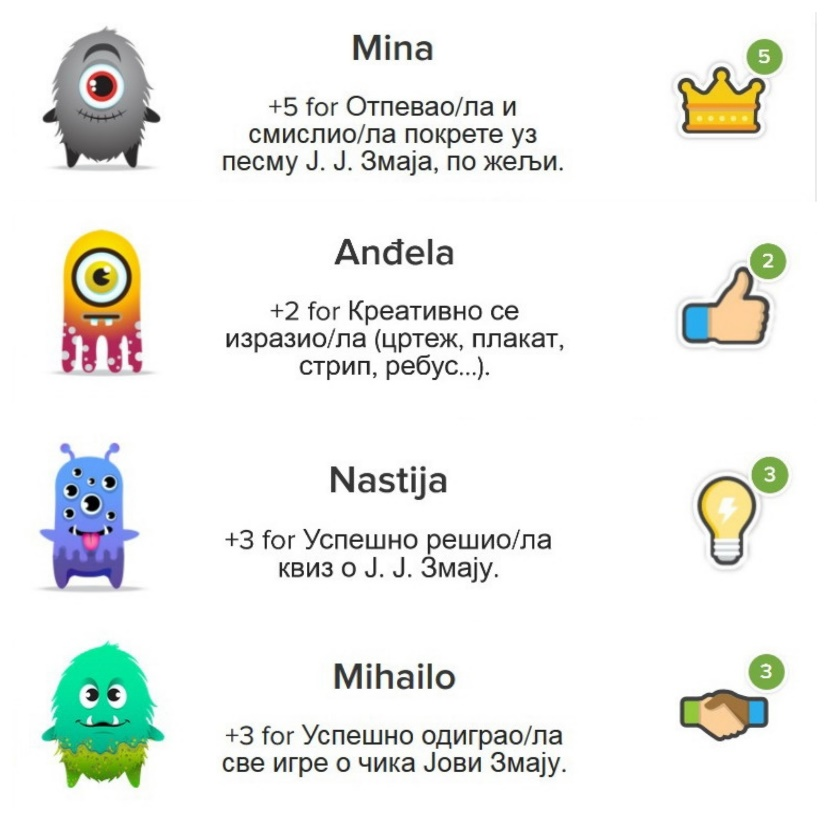 Mina
5
+5 for Отпевао/ла и
смислио/ла покрете уз
песму Ј. Ј. Змаја, по жељи.
Anđela
2
+2 for Креативно се
изразио/ла (цртеж, плакат,
стрип, ребус...).
Nastija
3
+3 for Успешно решио/ла
квиз о Ј. Ј. Змају.
Mihailo
3
+3 for Успешно одиграо/ла
све игре о чика Јови Змају.